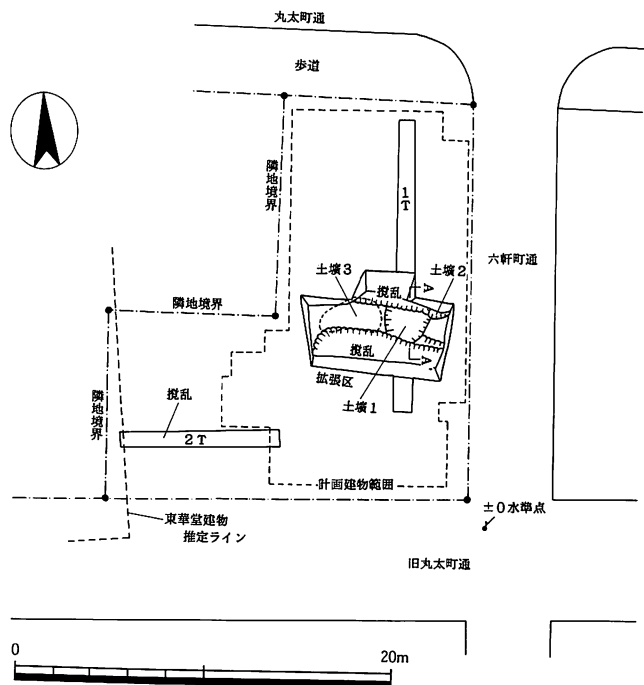 丸太町通
歩道
隣地境界
1T
六軒町通
土壙3
土壙2
攪乱
A
隣地境界
攪乱
A'
拡張区
土壙1
隣地境界
攪乱
2T
計画建物範囲
±0水準点
東華堂建物
推定ライン
旧丸太町通
0
20m